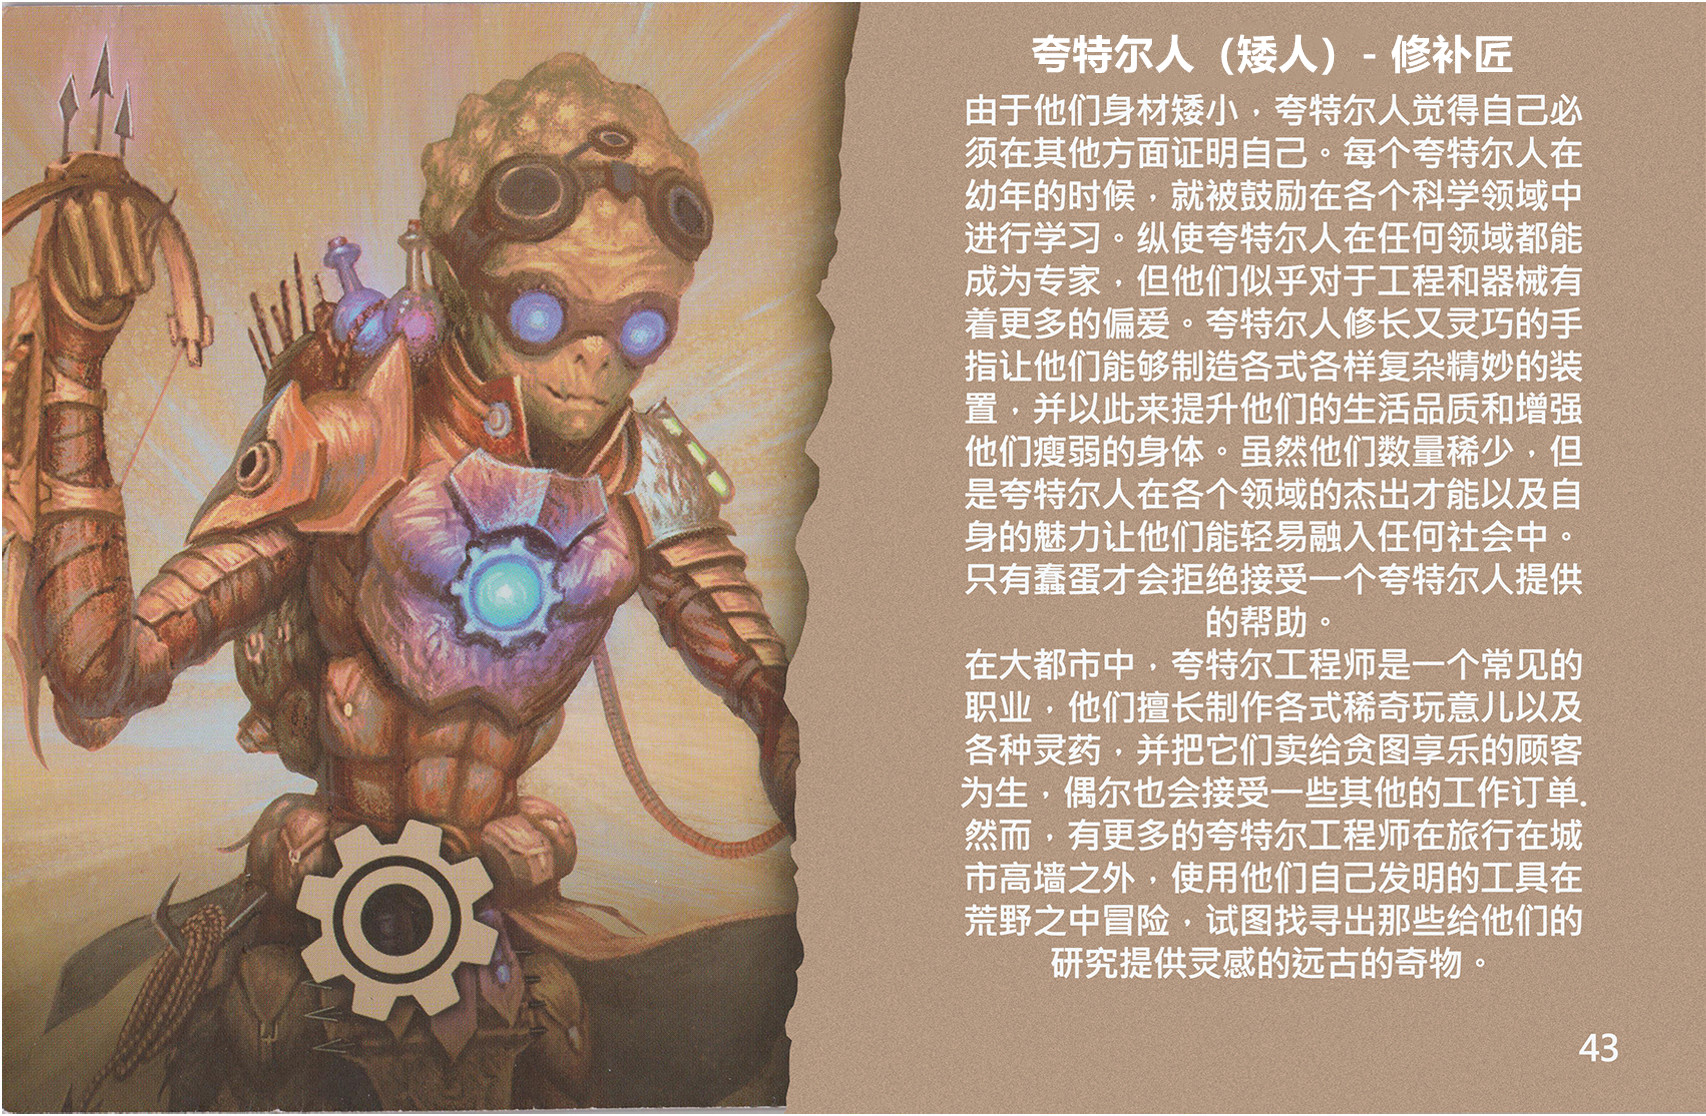 夸特尔人（矮人）- 修补匠
由于他们身材矮小，夸特尔人觉得自己必
须在其他方面证明自己。每个夸特尔人在
幼年的时候，就被鼓励在各个科学领域中
进行学习。纵使夸特尔人在任何领域都能
成为专家，但他们似乎对于工程和器械有
着更多的偏爱。夸特尔人修长又灵巧的手
指让他们能够制造各式各样复杂精妙的装
置，并以此来提升他们的生活品质和增强
他们瘦弱的身体。虽然他们数量稀少，但
是夸特尔人在各个领域的杰出才能以及自
身的魅力让他们能轻易融入任何社会中。
只有蠢蛋才会拒绝接受一个夸特尔人提供
的帮助。
在大都市中，夸特尔工程师是一个常见的
职业，他们擅长制作各式稀奇玩意儿以及
各种灵药，并把它们卖给贪图享乐的顾客
为生，偶尔也会接受一些其他的工作订单.
然而，有更多的夸特尔工程师在旅行在城
市高墙之外，使用他们自己发明的工具在
荒野之中冒险，试图找寻出那些给他们的
研究提供灵感的远古的奇物。
43